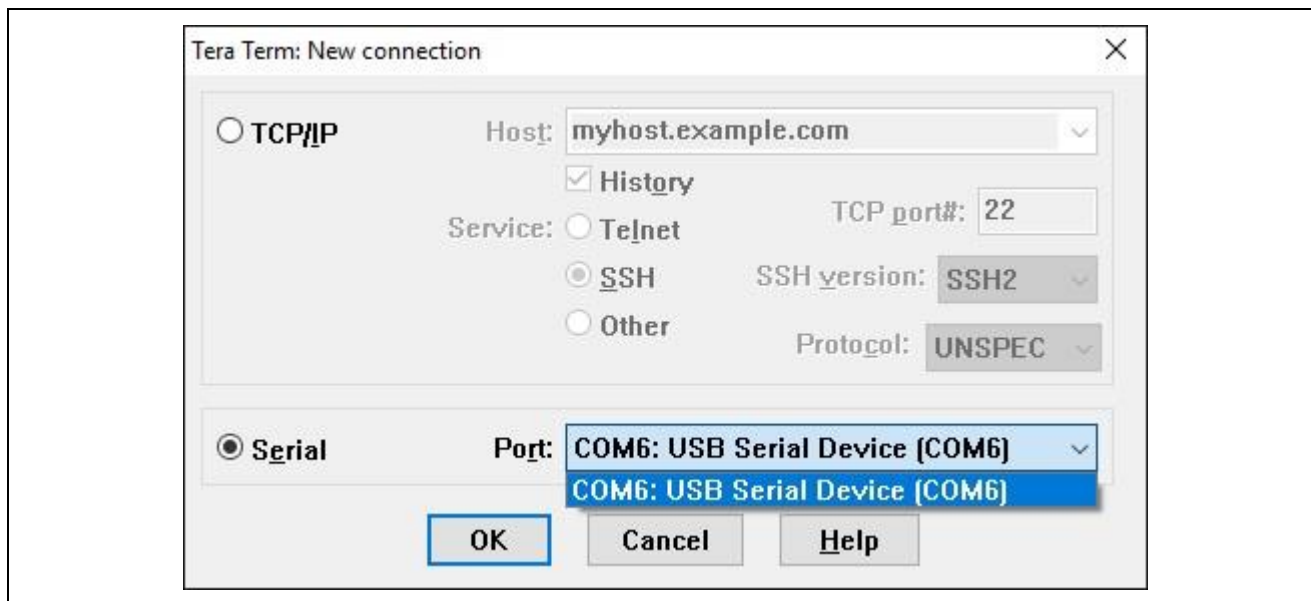 Tera Term: New connection
TCP/IP Host: myhost.example.com
History
Service: Telnet TCP port#: 22
SSH SSH version: SSH2
Other Protocol: UNSPEC
Serial Port: COM6: USB Serial Device (COM6)
COM6: USB Serial Device (COM6)
OK Cancel Help